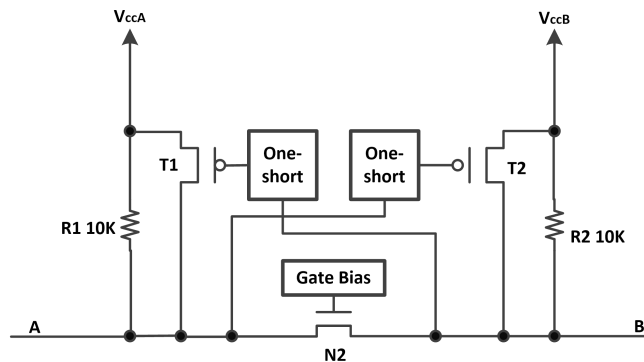 VccA
VccB
T1
One-
short
One-
short
T2
R1 10K
R2 10K
Gate Bias
A
B
N2